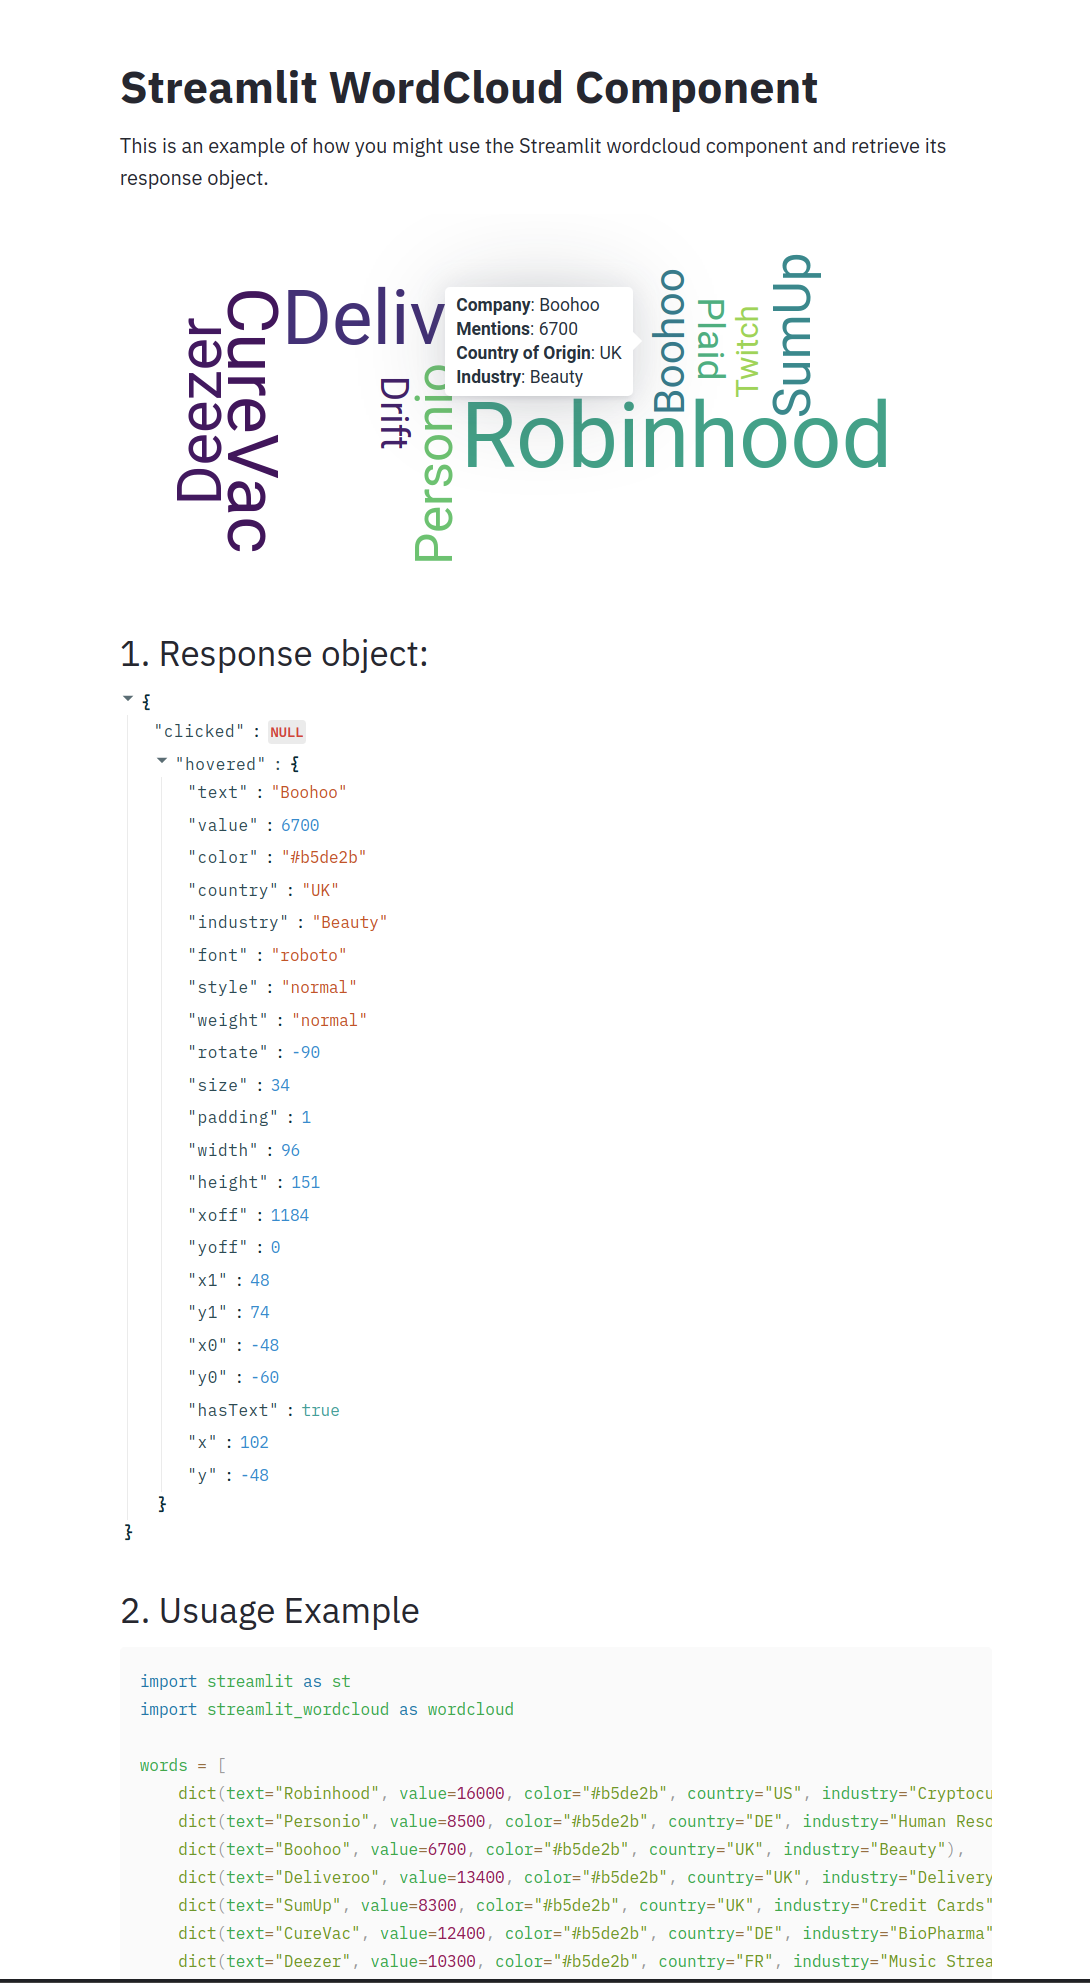 Streamlit WordCloud Component
This is an example of how you might use the Streamlit wordcloud component and retrieve its
response object.
Deezer
CureVac
Deliv
Drift
Personio
Company: Boohoo
Mentions: 6700
Country of Origin: UK
Industry: Beauty
Boohoo
Plaid
Twitch
SumUp
Robinhood
1. Response object:
{
"clicked" : NULL
"hovered" : {
"text" : "Boohoo"
"value" : 6700
"color" : "#b5de2b"
"country" : "UK"
"industry" : "Beauty"
"font" : "roboto"
"style" : "normal"
"weight" : "normal"
"rotate" : -90
"size" : 34
"padding" : 1
"width" : 96
"height" : 151
"xoff" : 1184
"yoff" : 0
"x1" : 48
"y1" : 74
"x0" : -48
"y0" : -60
"hasText" : true
"x" : 102
"y" : -48
}
}
2. Usuage Example
import streamlit as st
import streamlit_wordcloud as wordcloud
words = [
dict(text="Robinhood", value=16000, color="#b5de2b", country="US", industry="Cryptocu
dict(text="Personio", value=8500, color="#b5de2b", country="DE", industry="Human Reso
dict(text="Boohoo", value=6700, color="#b5de2b", country="UK", industry="Beauty"),
dict(text="Deliveroo", value=13400, color="#b5de2b", country="UK", industry="Delivery
dict(text="SumUp", value=8300, color="#b5de2b", country="UK", industry="Credit Cards"
dict(text="CureVac", value=12400, color="#b5de2b", country="DE", industry="BioPharma"
dict(text="Deezer", value=10300, color="#b5de2b", country="FR", industry="Music Strea